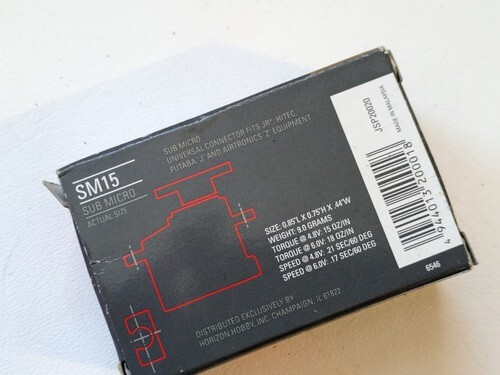 SM15
SUB MICRO
ACTUAL SIZE
SUB MICRO
UNIVERSAL CONNECTOR FITS JR®, HITEC,
FUTABA "J" AND AIRTRONICS "Z" EQUIPMENT
SIZE: 0.85"L X 0.75"H X .44"W
WEIGHT: 9.0 GRAMS
TORQUE @ 4.8V: 15 OZ/IN
TORQUE @ 6.0V: 18 OZ/IN
SPEED @ 4.8V: 21 SEC/60 DEG
SPEED @ 6.0V: 17 SEC/60 DEG
DISTRIBUTED EXCLUSIVELY BY
HORIZON HOBBY, INC. CHAMPAIGN, IL 61822
JSP20020
MADE IN MALAYSIA
4 944013 200018
6546